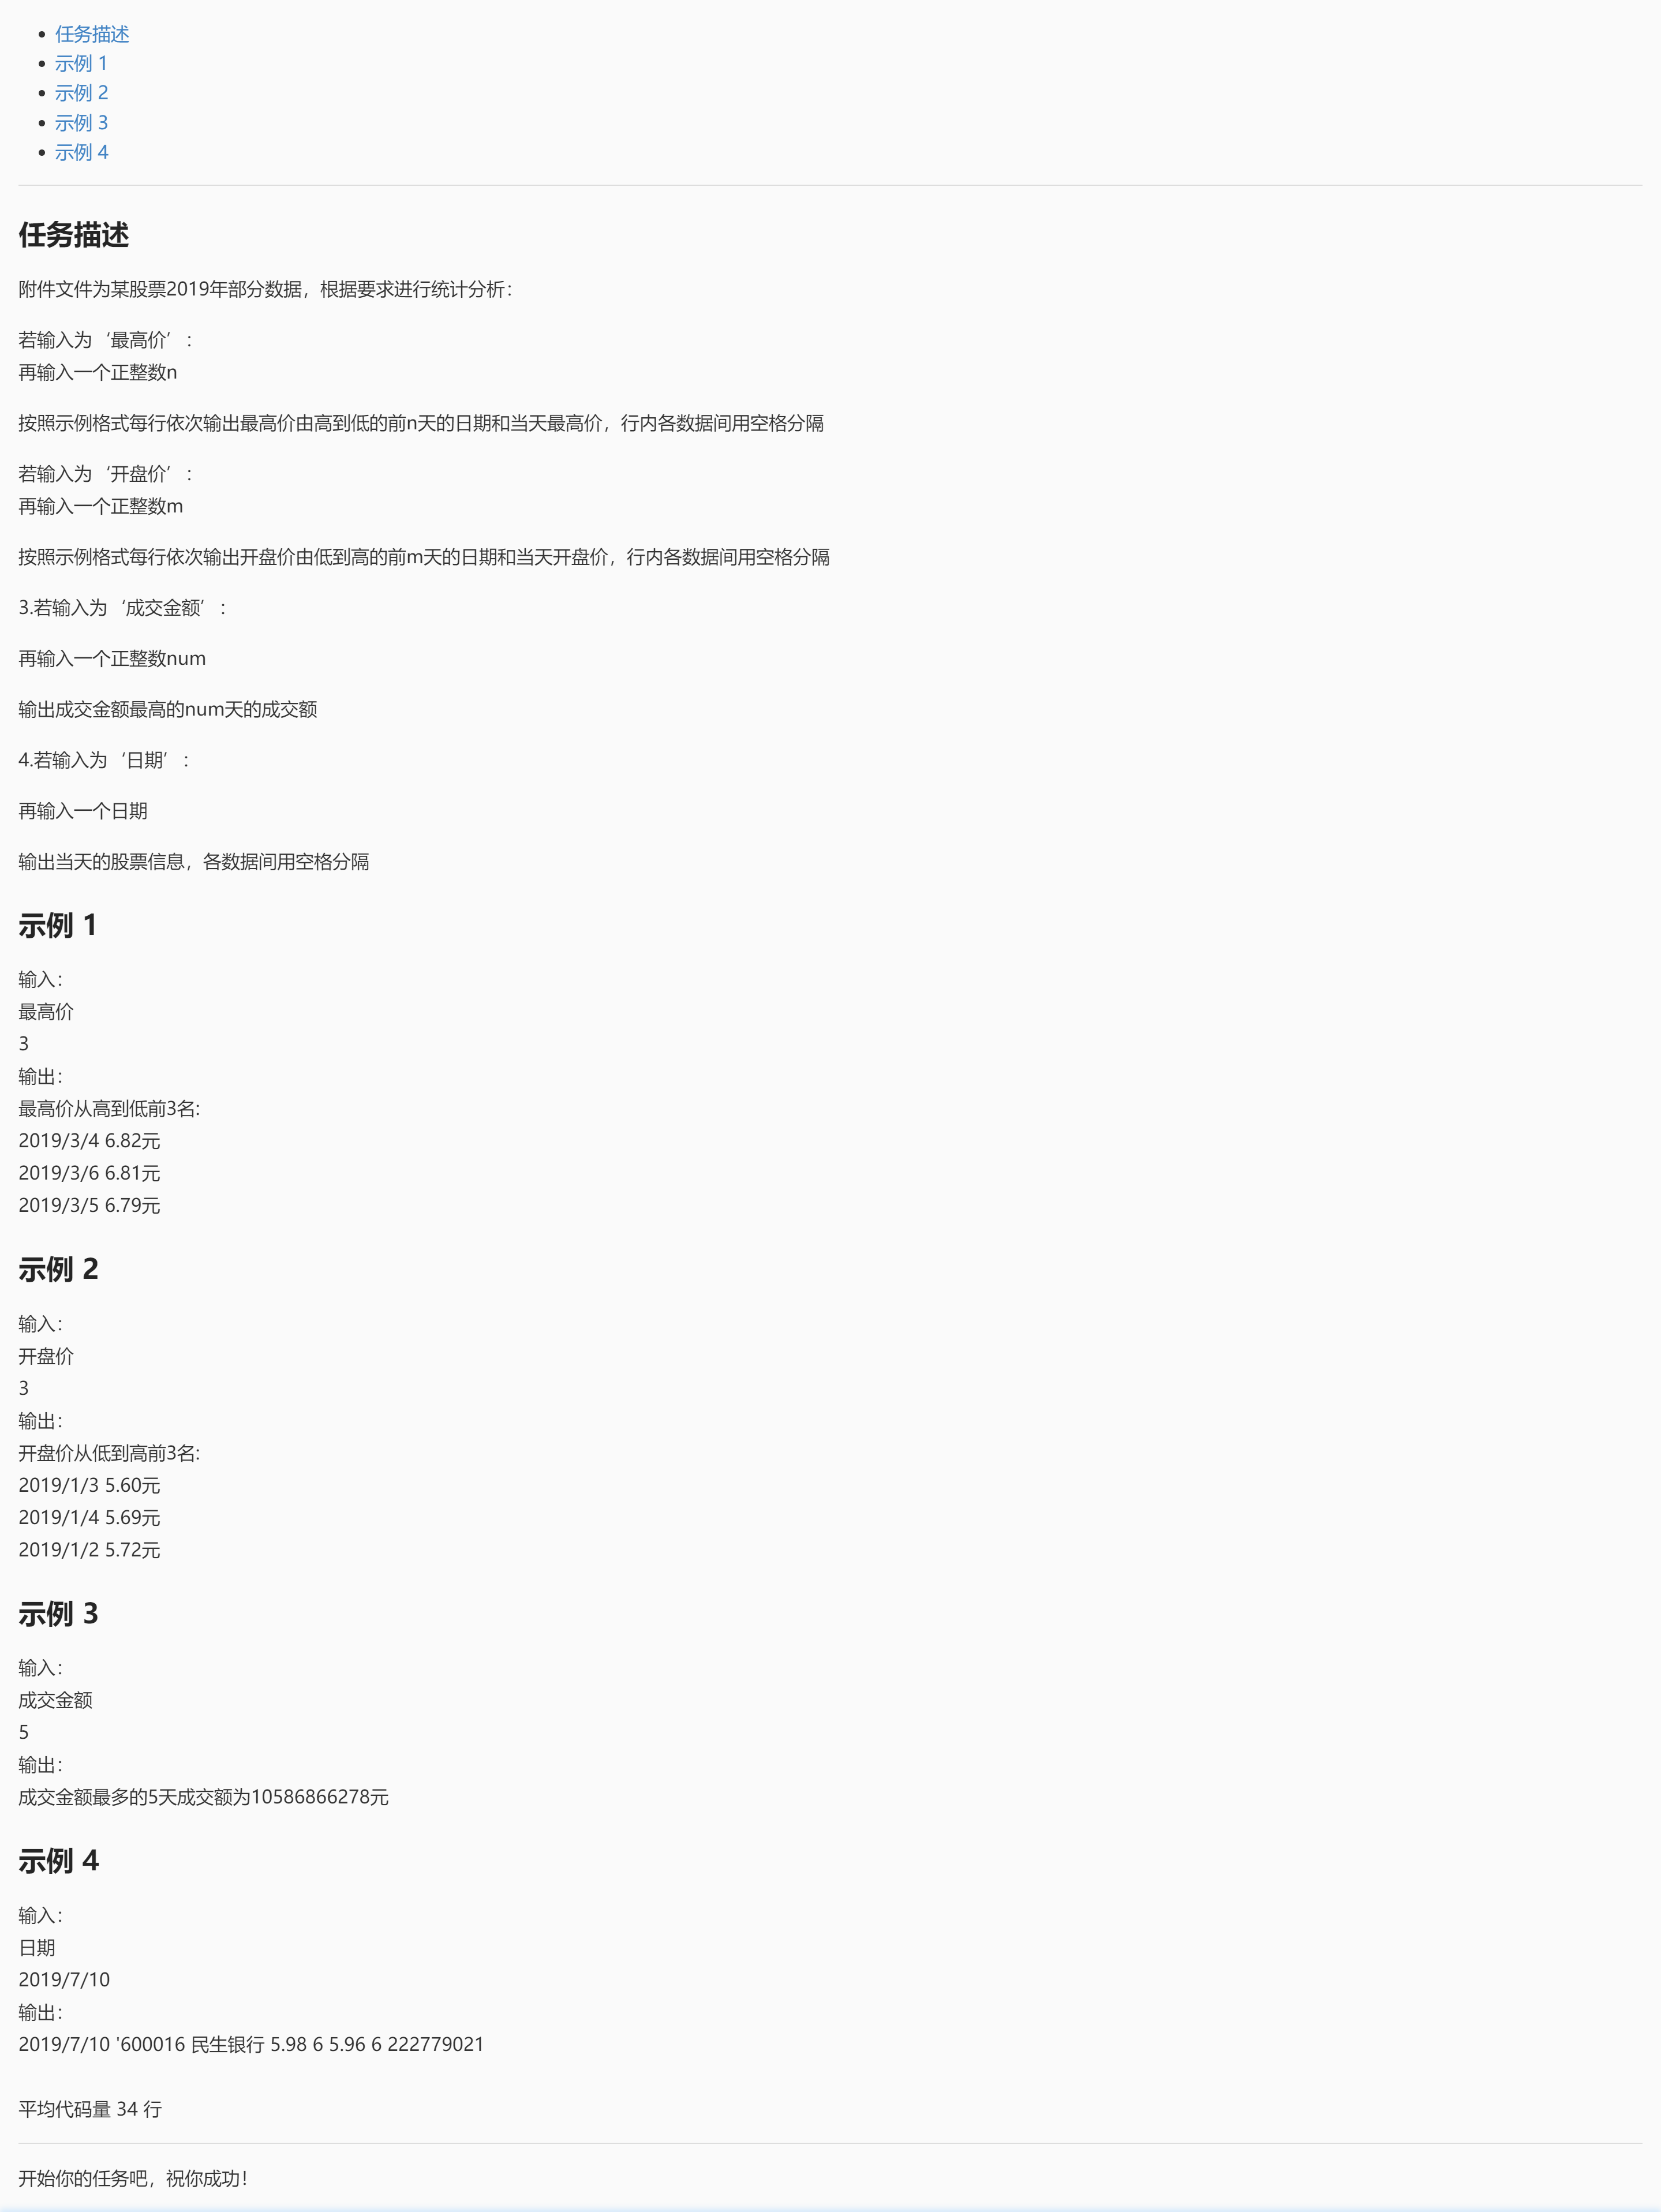 任务描述
示例 1
示例 2
示例 3
示例 4
任务描述
附件文件为某股票2019年部分数据，根据要求进行统计分析：
若输入为‘最高价’：
再输入一个正整数n
按照示例格式每行依次输出最高价由高到低的前n天的日期和当天最高价，行内各数据间用空格分隔
若输入为‘开盘价’：
再输入一个正整数m
按照示例格式每行依次输出开盘价由低到高的前m天的日期和当天开盘价，行内各数据间用空格分隔
3.若输入为‘成交金额’：
再输入一个正整数num
输出成交金额最高的num天的成交额
4.若输入为‘日期’：
再输入一个日期
输出当天的股票信息，各数据间用空格分隔
示例 1
输入：
最高价
3
输出：
最高价从高到低前3名:
2019/3/4 6.82元
2019/3/6 6.81元
2019/3/5 6.79元
示例 2
输入：
开盘价
3
输出：
开盘价从低到高前3名:
2019/1/3 5.60元
2019/1/4 5.69元
2019/1/2 5.72元
示例 3
输入：
成交金额
5
输出：
成交金额最多的5天成交额为10586866278元
示例 4
输入：
日期
2019/7/10
输出：
2019/7/10 '600016 民生银行 5.98 6 5.96 6 222779021
平均代码量 34 行
开始你的任务吧，祝你成功！